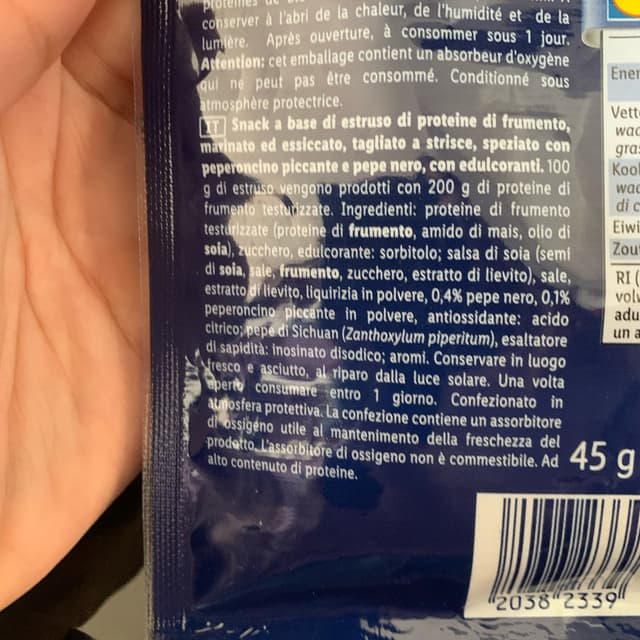 protéines de
conserver à l'abri de la chaleur, de l'humidité et de la
lumière. Après ouverture, à consommer sous 1 jour.
Attention: cet emballage contient un absorbeur d'oxygène
qui ne peut pas être consommé. Conditionné sous
atmosphère protectrice.
IT Snack a base di estruso di proteine di frumento,
marinato ed essiccato, tagliato a strisce, speziato con
peperoncino piccante e pepe nero, con edulcoranti. 100
g di estruso vengono prodotti con 200 g di proteine di
frumento testurizzate. Ingredienti: proteine di frumento
testurizzate (proteine di frumento, amido di mais, olio di
soia), zucchero, edulcorante: sorbitolo; salsa di soia (semi
di soia, sale, frumento, zucchero, estratto di lievito), sale,
estratto di lievito, liquirizia in polvere, 0,4% pepe nero, 0,1%
peperoncino piccante in polvere, antiossidante: acido
citrico; pepe di Sichuan (Zanthoxylum piperitum), esaltatore
di sapidità: inosinato disodico; aromi. Conservare in luogo
fresco e asciutto, al riparo dalla luce solare. Una volta
aperto consumare entro 1 giorno. Confezionato in
atmosfera protettiva. La confezione contiene un assorbitore
di ossigeno utile al mantenimento della freschezza del
prodotto. L'assorbitore di ossigeno non è commestibile. Ad
alto contenuto di proteine.
45 g
Ener
Vett
waa
gra
Kool
waa
di c
Eiwi
Zout
RI (
volu
adu
un a
2038 2339